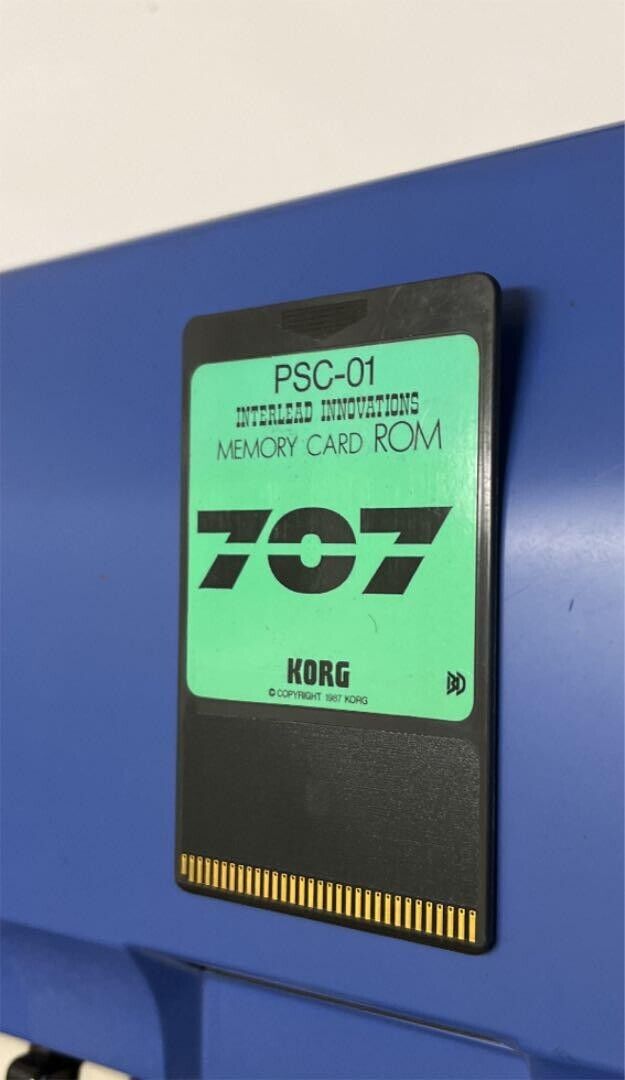 PSC-01
INTERLEAD INNOVATIONS
MEMORY CARD ROM
707
KORG
© COPYRIGHT 1987 KORG